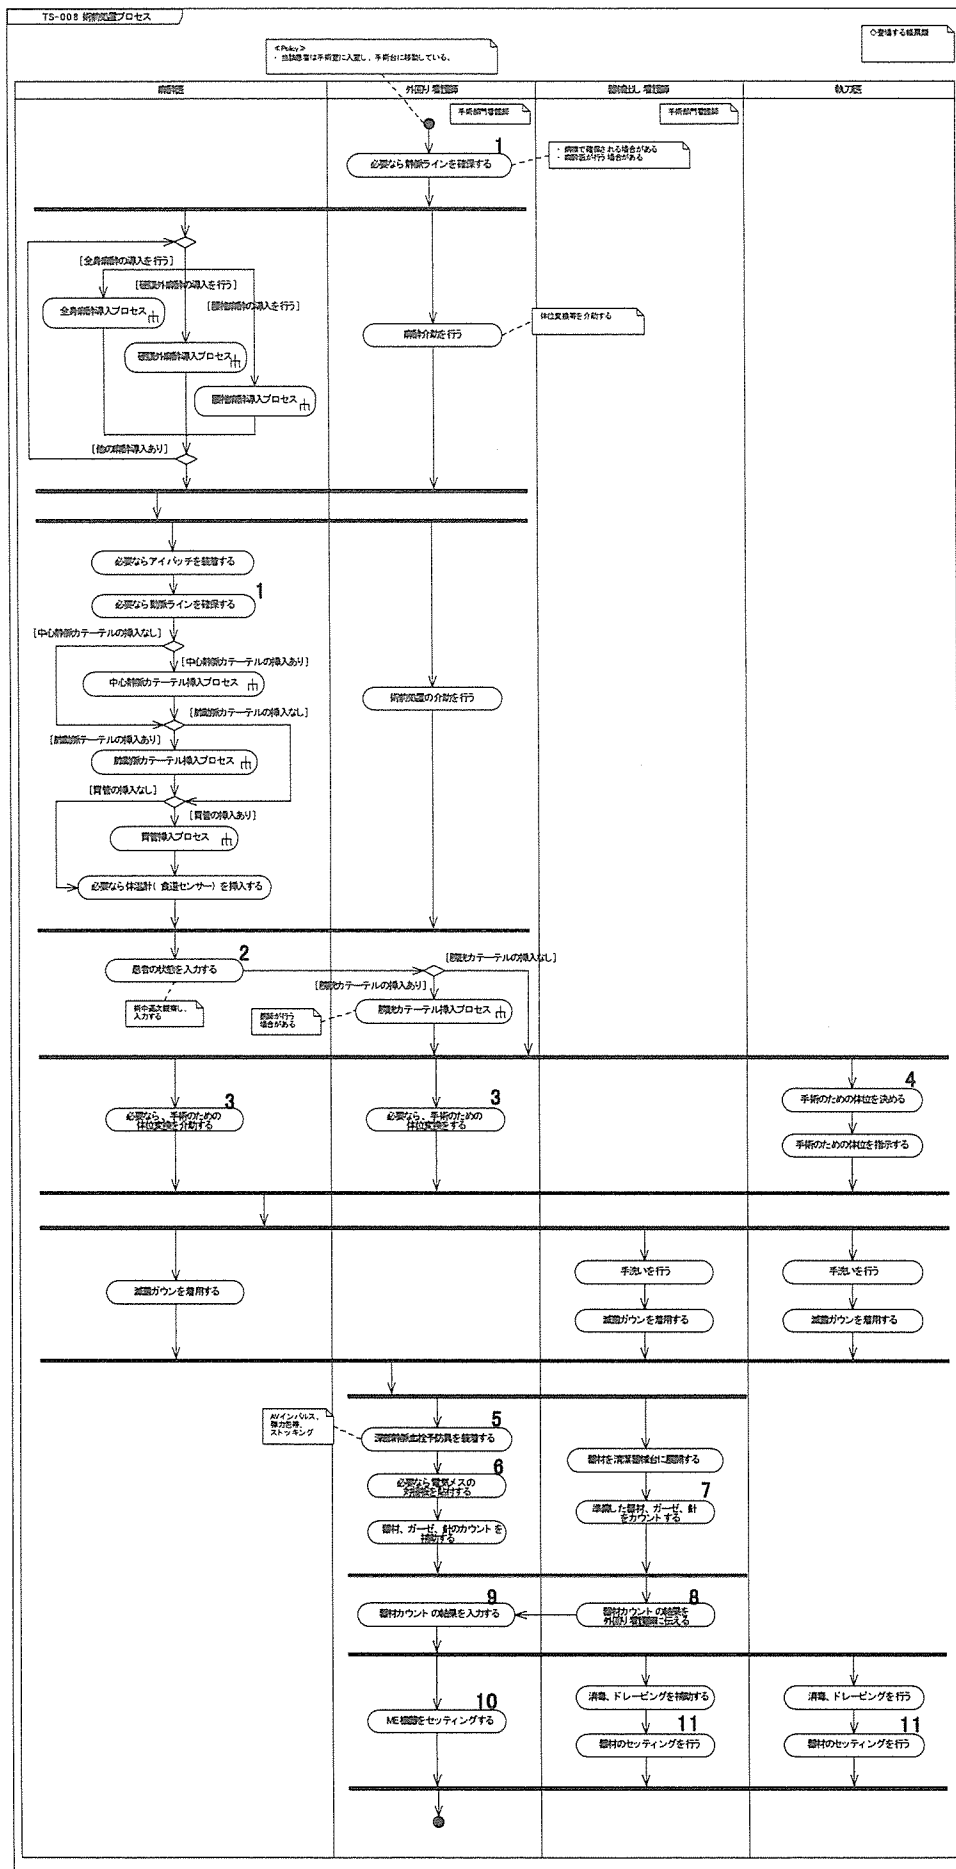 TS-008 術前処置プロセス
◇登場する帳票類
≪Policy≫
・ 当該患者は手術室に入室し、手術台に移動している。
麻酔医
外回り看護師
器械出し看護師
執刀医
手術部門看護師
手術部門看護師
1
必要なら静脈ラインを確保する
・ 病棟で確保される場合がある
・ 麻酔医が行う場合がある
[全身麻酔の導入を行う]
[硬膜外麻酔の導入を行う]
[腰椎麻酔の導入を行う]
全身麻酔導入プロセス
体位変換等を介助する
麻酔介助を行う
硬膜外麻酔導入プロセス
腰椎麻酔導入プロセス
[他の麻酔導入あり]
必要ならアイパッチを装着する
1
必要なら動脈ラインを確保する
[中心静脈カテーテルの挿入なし]
[中心静脈カテーテルの挿入あり]
中心静脈カテーテル挿入プロセス
術前処置の介助を行う
[肺動脈カテーテルの挿入なし]
[肺動脈テーテルの挿入あり]
肺動脈カテーテル挿入プロセス
[胃管の挿入なし]
[胃管の挿入あり]
胃管挿入プロセス
必要なら体温計(食道センサー)を挿入する
2
患者の状態を入力する
[膀胱カテーテルの挿入なし]
[膀胱カテーテルの挿入あり]
術中逐次観察し、
入力する
医師が行う
場合がある
膀胱カテーテル挿入プロセス
3
必要なら、手術のための
体位変換を介助する
3
必要なら、手術のための
体位変換をする
4
手術のための体位を決める
手術のための体位を指示する
手洗いを行う
手洗いを行う
滅菌ガウンを着用する
滅菌ガウンを着用する
滅菌ガウンを着用する
AVインパルス、
弾力包帯、
ストッキング
5
深部静脈血栓予防具を装着する
器材を清潔器械台に展開する
6
必要なら電気メスの
対極板を貼付する
7
準備した器材、ガーゼ、針
をカウントする
器材、ガーゼ、針のカウントを
補助する
9
器材カウントの結果を入力する
8
器材カウントの結果を
外回り看護師に伝える
消毒、ドレーピングを補助する
消毒、ドレーピングを行う
10
ME機器をセッティングする
11
器材のセッティングを行う
11
器材のセッティングを行う